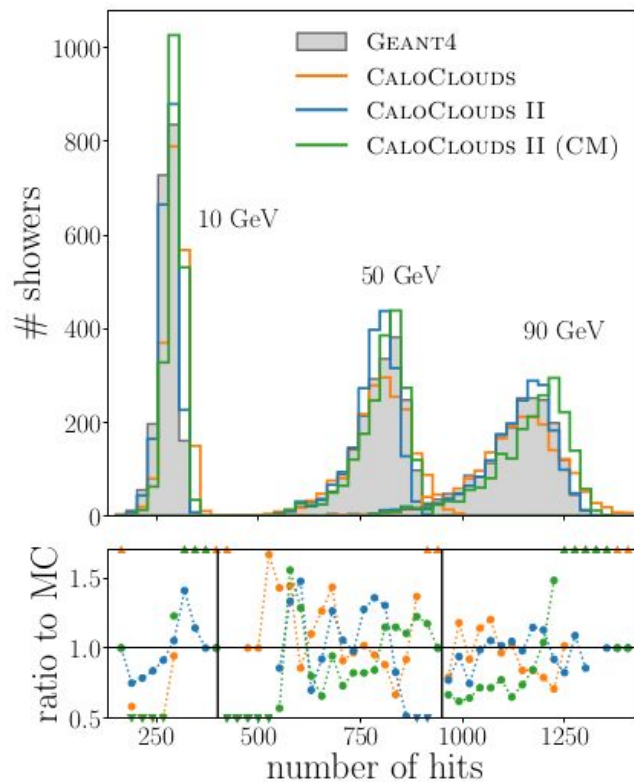 1000
800
600
400
200
0
# showers
GEANT4
CALOCLOUDS
CALOCLOUDS II
CALOCLOUDS II (CM)
10 GeV
50 GeV
90 GeV
1.5
1.0
0.5
ratio to MC
250 500 750 1000 1250
number of hits